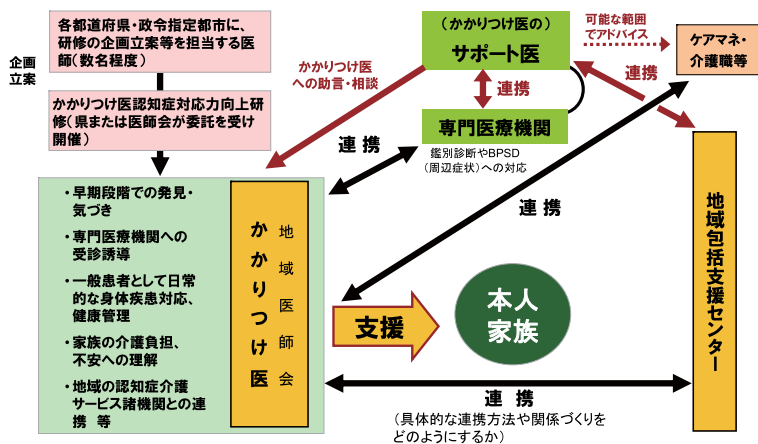 各都道府県・政令指定都市に、
研修の企画立案等を担当する医
師（数名程度）
企画
立案
かかりつけ医認知症対応力向上研
修（県または医師会が委託を受け
開催）
（かかりつけ医の）
サポート医
可能な範囲
でアドバイス
ケアマネ・
介護職等
かかりつけ医
への助言・相談
連携
連携
専門医療機関
鑑別診断やBPSD
（周辺症状）への対応
連 携
連 携
・早期段階での発見・
気づき
・専門医療機関への
受診誘導
・一般患者として日常
的な身体疾患対応、
健康管理
・家族の介護負担、
不安への理解
・地域の認知症介護
サービス諸機関との連
携 等
地域医師会
かかりつけ医
支援
本人
家族
地域包括支援センター
連 携
（具体的な連携方法や関係づくりを
どのようにするか）